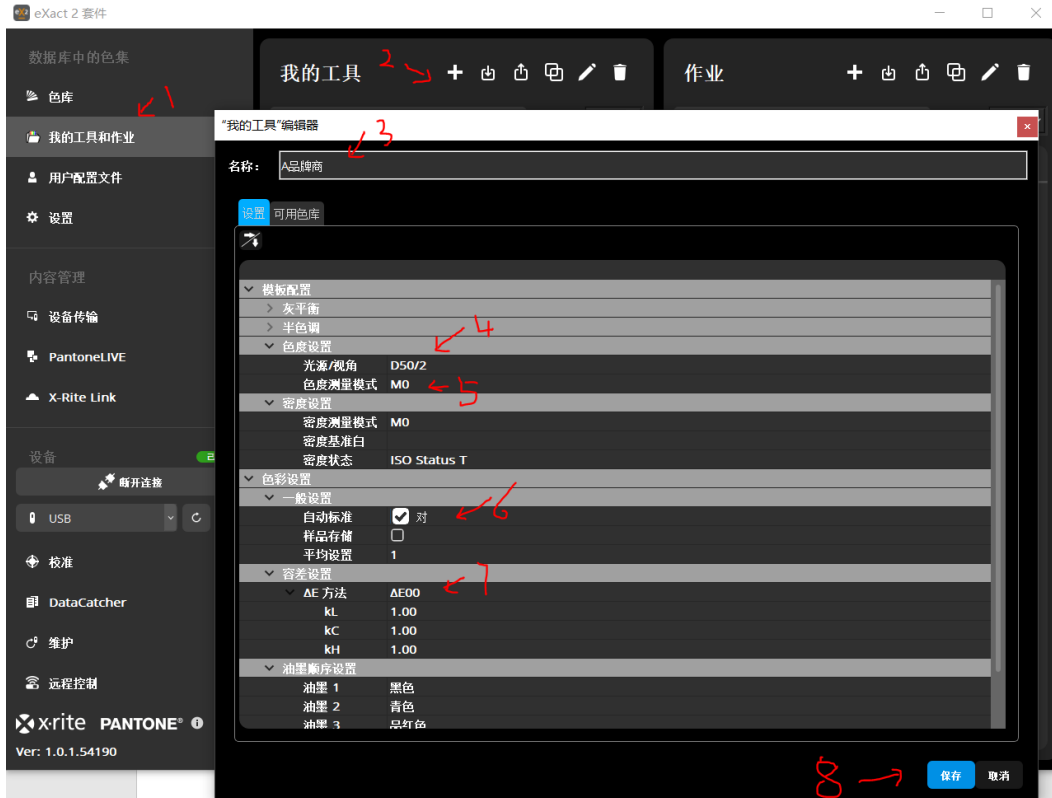 eXact 2 套件
数据库中的色集
色库
我的工具和作业
用户配置文件
设置
内容管理
设备传输
PantoneLIVE
X-Rite Link
设备
断开连接
USB
校准
DataCatcher
维护
远程控制
x·rite PANTONE®
Ver: 1.0.1.54190
我的工具
作业
1
2
"我的工具"编辑器
3
名称：
A品牌商
设置 可用色库
模板配置
灰平衡
半色调
色度设置
4
光源/视角 D50/2
色度测量模式 M0
5
密度设置
密度测量模式 M0
密度基准白
密度状态 ISO Status T
色彩设置
一般设置
自动标准 对
6
样品存储
平均设置 1
容差设置
7
ΔE 方法 ΔE00
kL 1.00
kC 1.00
kH 1.00
油墨顺序设置
油墨 1 黑色
油墨 2 青色
油墨 3 品红色
8
保存 取消